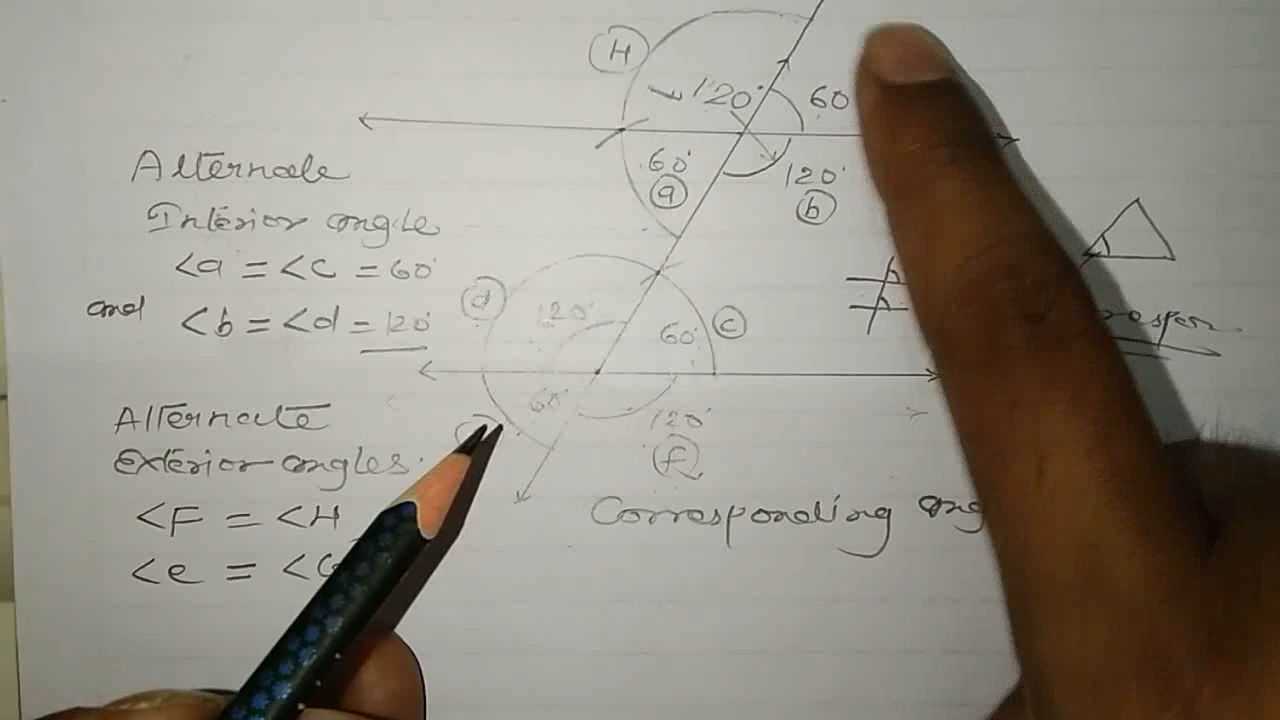 H
120°
60
60°
a
120°
b
Alternate
Interior angle
<a = <c = 60°
and <b = <d = 120°
d
120°
60°
c
60°
120°
f
Alternate
Exterior angles.
<F = <H
<e = <G
Corresponding